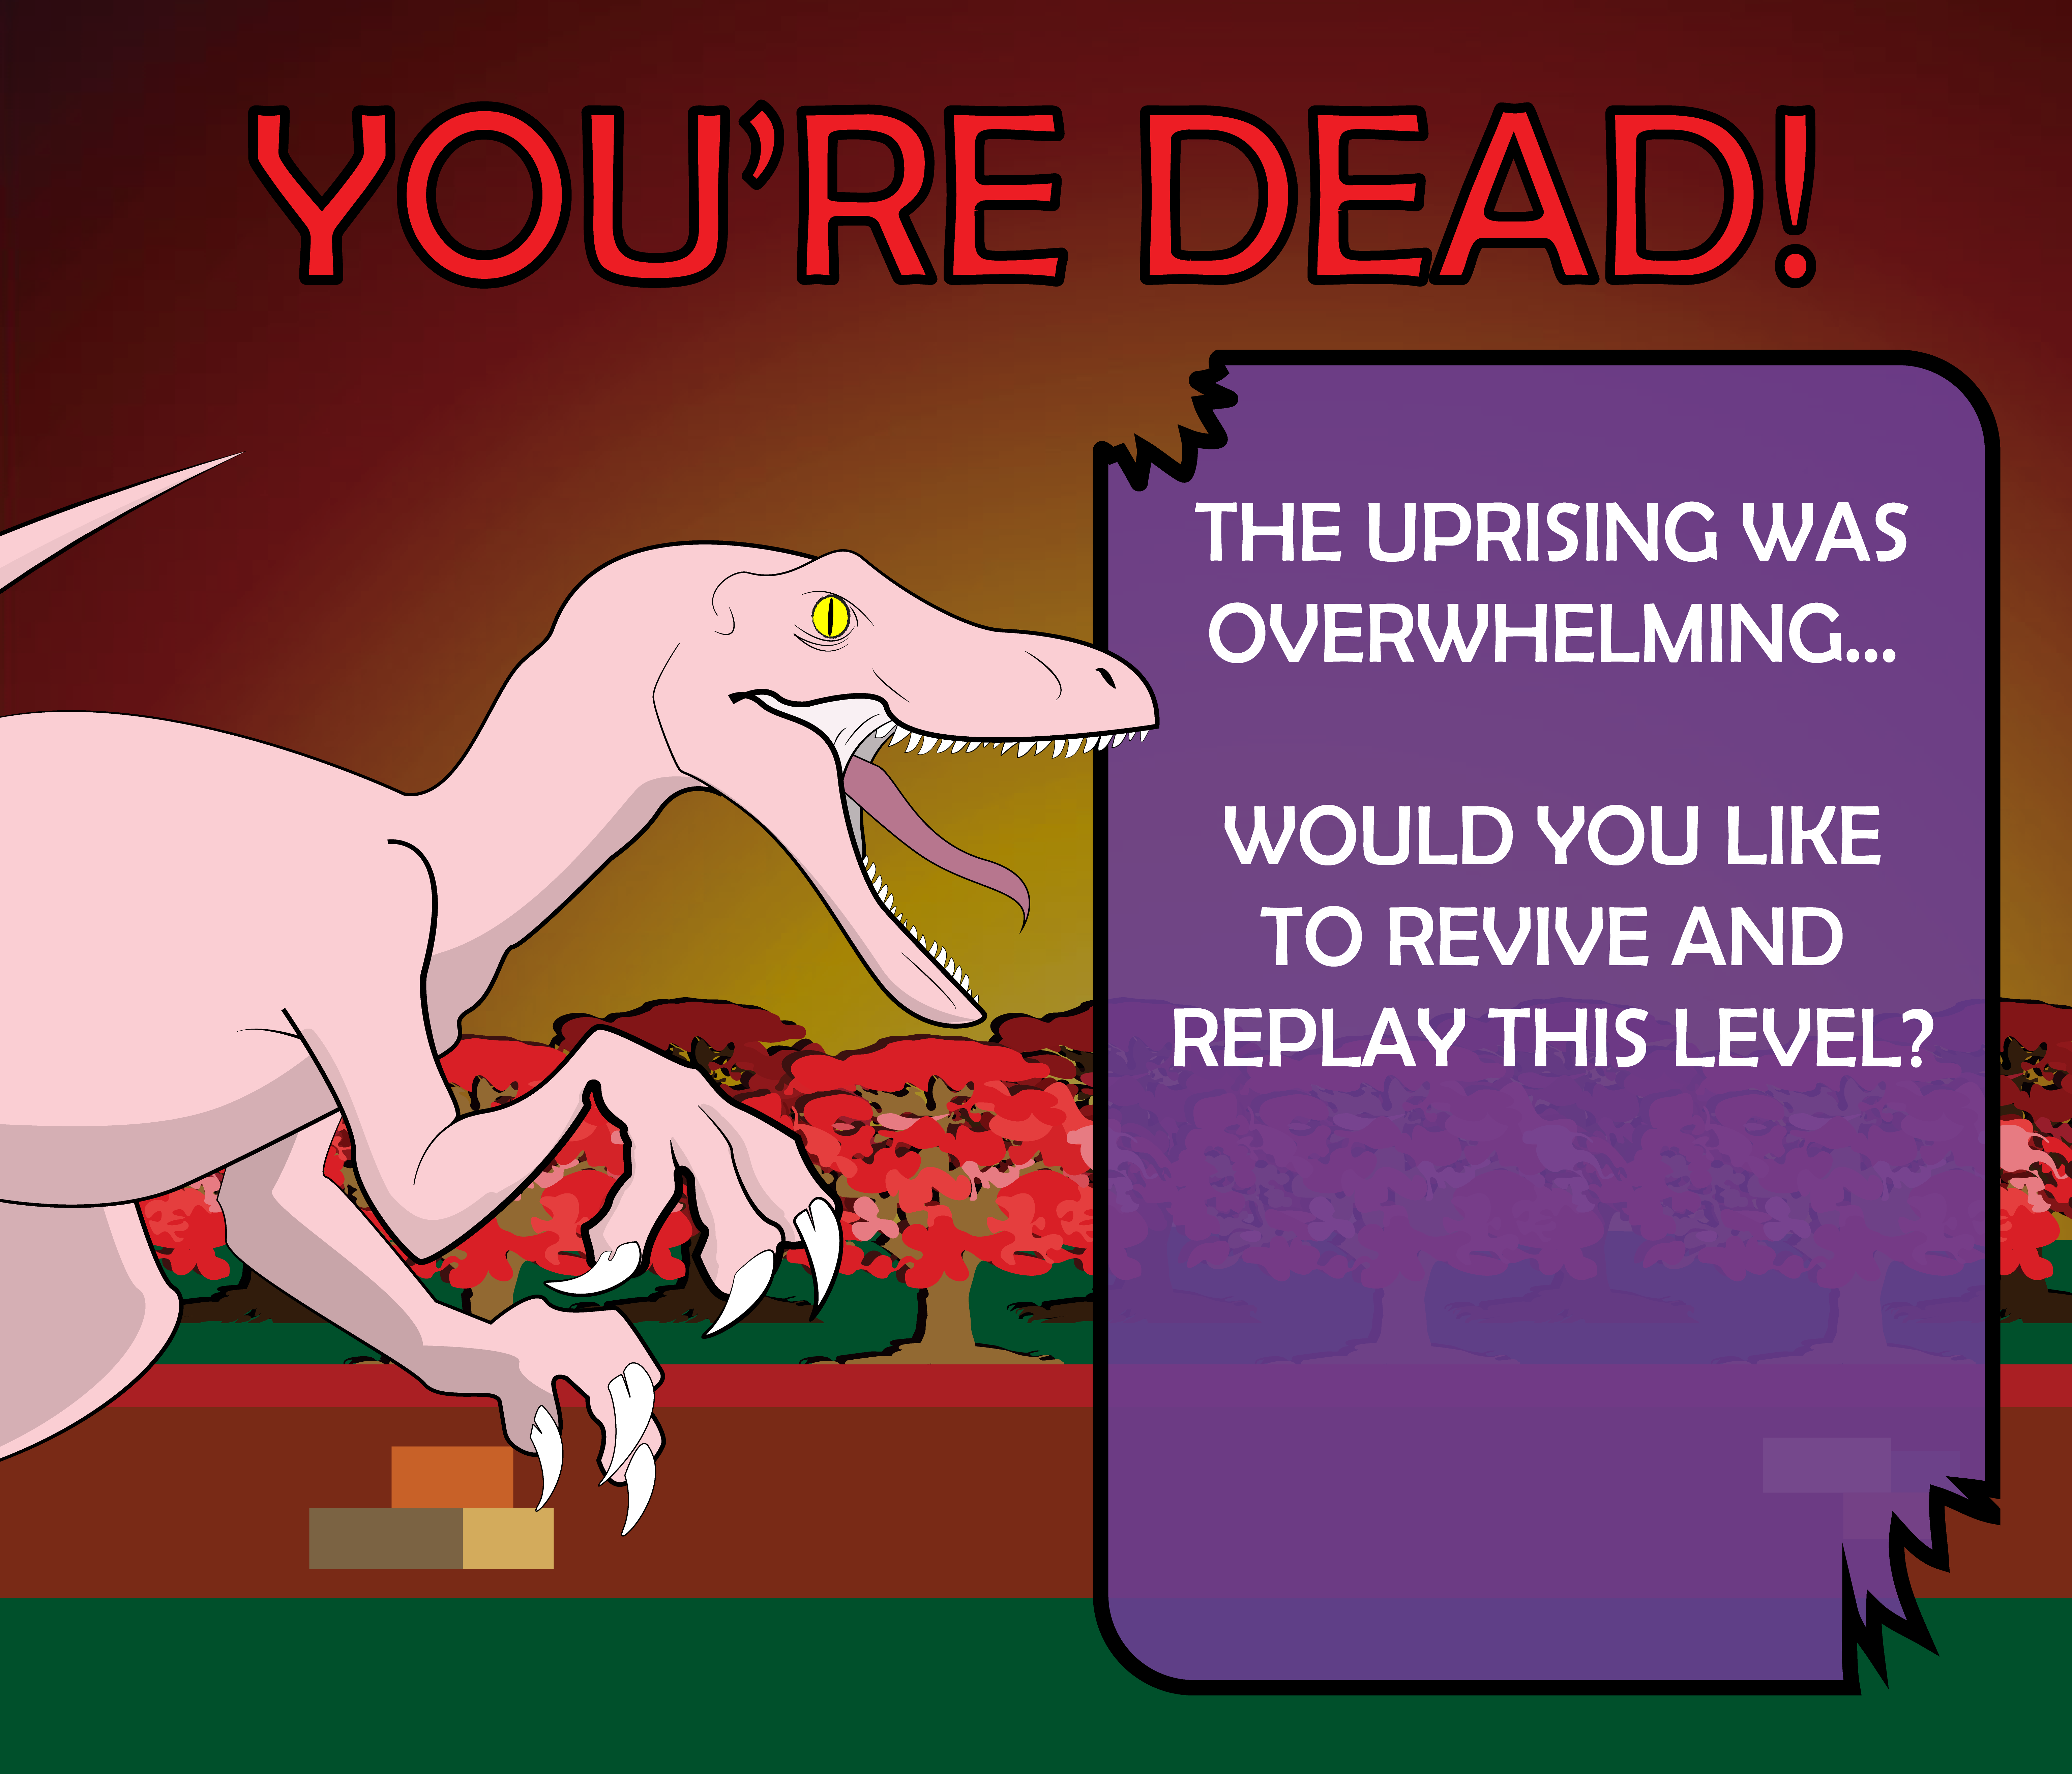 YOU'RE DEAD!
THE UPRISING WAS
OVERWHELMING...
WOULD YOU LIKE
TO REVIVE AND
REPLAY THIS LEVEL?